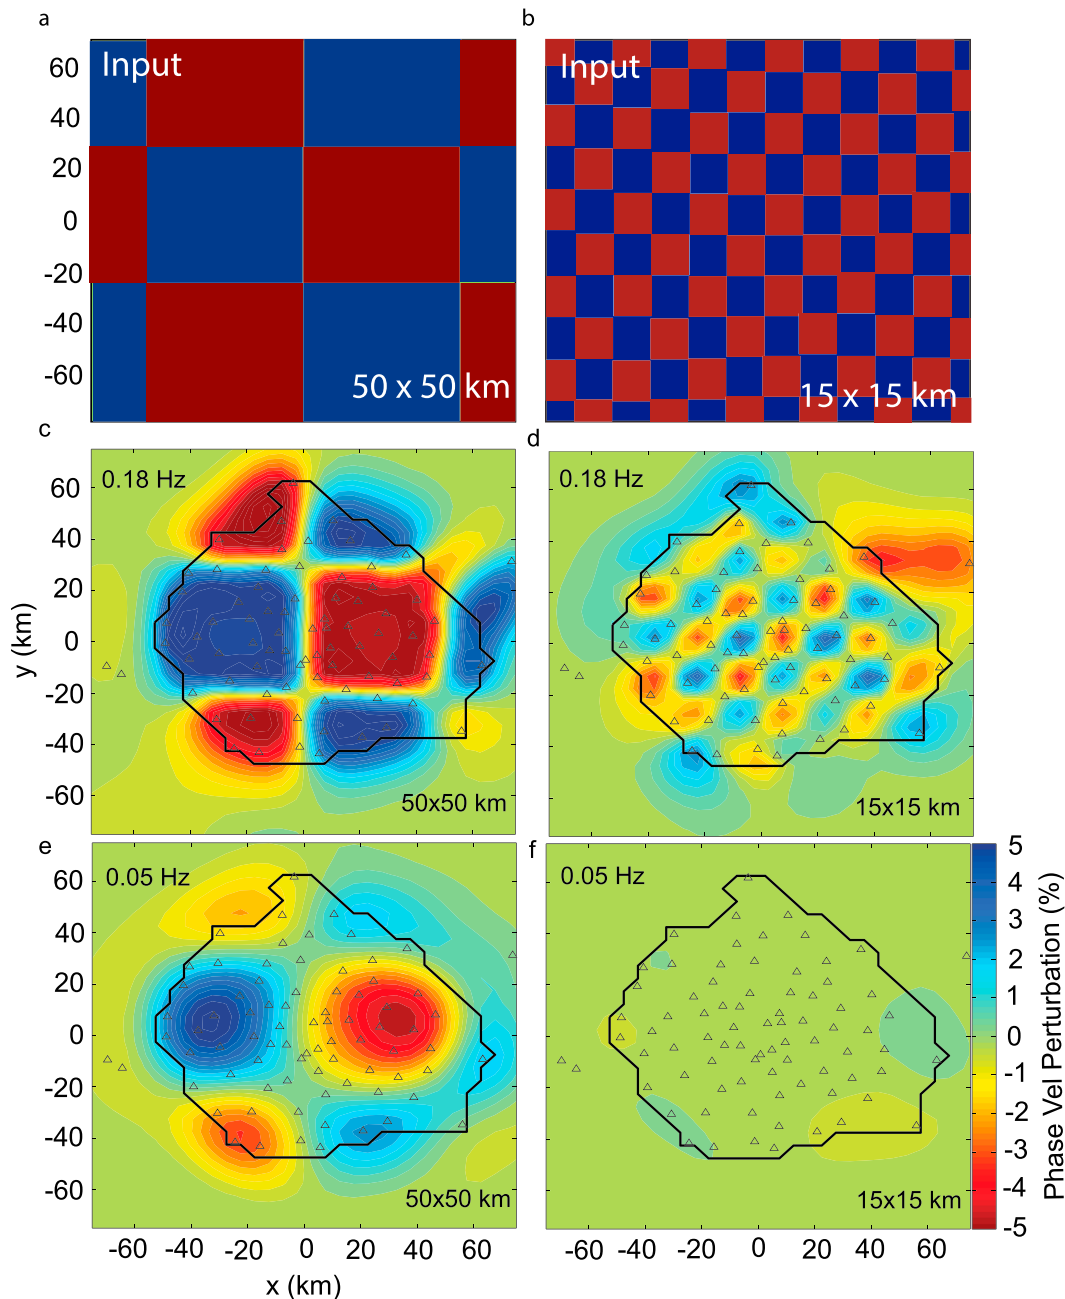 a
b
Input
Input
60
40
20
0
-20
-40
-60
50 x 50 km
15 x 15 km
c
d
0.18 Hz
0.18 Hz
60
40
20
0
-20
-40
-60
y (km)
50x50 km
15x15 km
e
f
0.05 Hz
0.05 Hz
60
40
20
0
-20
-40
-60
50x50 km
15x15 km
5
4
3
2
1
0
-1
-2
-3
-4
-5
Phase Vel Perturbation (%)
-60 -40 -20 0 20 40 60
-60 -40 -20 0 20 40 60
x (km)